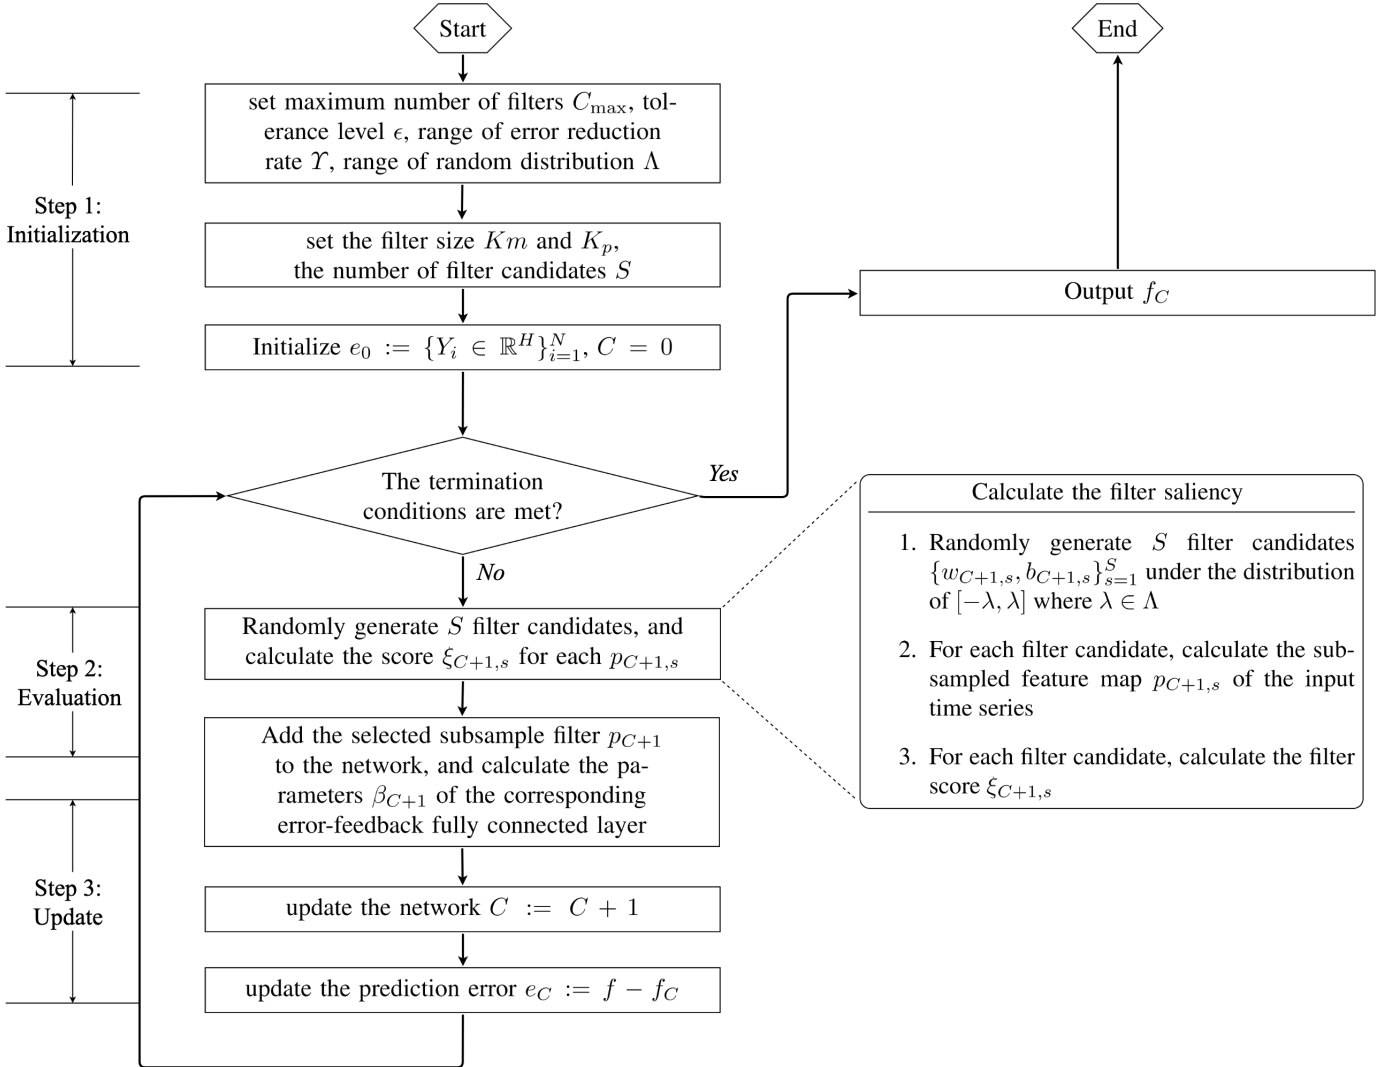 Start
End
set maximum number of filters C_max, tol-
erance level ϵ, range of error reduction
rate ϒ, range of random distribution Λ
Step 1:
Initialization
set the filter size Km and K_p,
the number of filter candidates S
Output f_C
Initialize e_0 := {Y_i ∈ ℝ^H}_{i=1}^N, C = 0
The termination
conditions are met?
Yes
No
Calculate the filter saliency
1. Randomly generate S filter candidates
{w_{C+1,s}, b_{C+1,s}}_{s=1}^S under the distribution
of [−λ, λ] where λ ∈ Λ
2. For each filter candidate, calculate the sub-
sampled feature map p_{C+1,s} of the input
time series
3. For each filter candidate, calculate the filter
score ξ_{C+1,s}
Step 2:
Evaluation
Randomly generate S filter candidates, and
calculate the score ξ_{C+1,s} for each p_{C+1,s}
Add the selected subsample filter p_{C+1}
to the network, and calculate the pa-
rameters β_{C+1} of the corresponding
error-feedback fully connected layer
Step 3:
Update
update the network C := C + 1
update the prediction error e_C := f − f_C